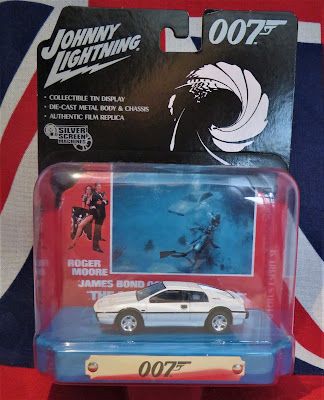 JOHNNY LIGHTNING
007
• COLLECTIBLE TIN DISPLAY
• DIE-CAST METAL BODY & CHASSIS
• AUTHENTIC FILM REPLICA
SILVER SCREEN MACHINES
ROGER
MOORE
JAMES BOND
007